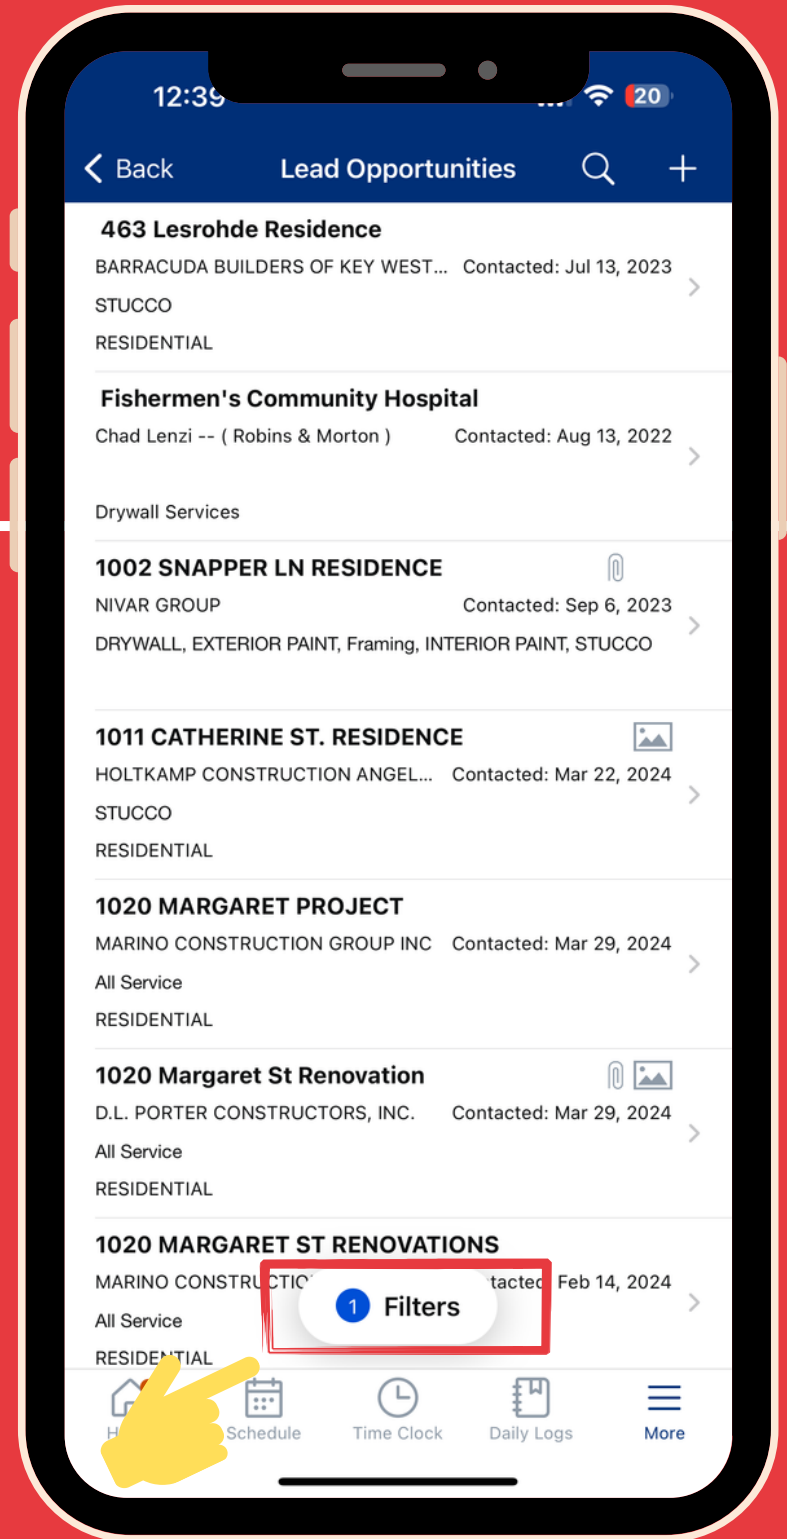 12:39
20
Back
Lead Opportunities
463 Lesrohde Residence
BARRACUDA BUILDERS OF KEY WEST... Contacted: Jul 13, 2023
STUCCO
RESIDENTIAL
Fishermen's Community Hospital
Chad Lenzi -- ( Robins & Morton ) Contacted: Aug 13, 2022
Drywall Services
1002 SNAPPER LN RESIDENCE
NIVAR GROUP Contacted: Sep 6, 2023
DRYWALL, EXTERIOR PAINT, Framing, INTERIOR PAINT, STUCCO
1011 CATHERINE ST. RESIDENCE
HOLTKAMP CONSTRUCTION ANGEL... Contacted: Mar 22, 2024
STUCCO
RESIDENTIAL
1020 MARGARET PROJECT
MARINO CONSTRUCTION GROUP INC Contacted: Mar 29, 2024
All Service
RESIDENTIAL
1020 Margaret St Renovation
D.L. PORTER CONSTRUCTORS, INC. Contacted: Mar 29, 2024
All Service
RESIDENTIAL
1020 MARGARET ST RENOVATIONS
MARINO Feb 14, 2024
1 Filters
All Service
RESIDENTIAL
Schedule
Time Clock
Daily Logs
More